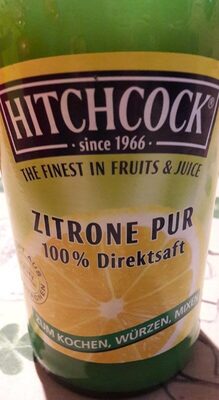 HITCHCOCK®
· since 1966 ·
THE FINEST IN FRUITS & JUICE
ZITRONE PUR
100% Direktsaft
ZUM KOCHEN, WÜRZEN, MIXEN